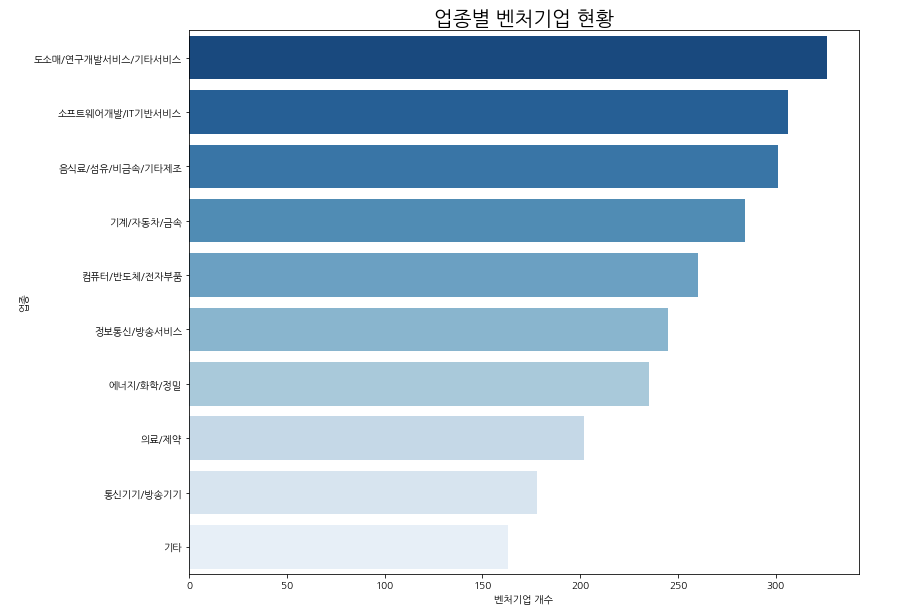 업종별 벤처기업 현황
도소매/연구개발서비스/기타서비스
소프트웨어개발/IT기반서비스
음식료/섬유/비금속/기타제조
기계/자동차/금속
컴퓨터/반도체/전자부품
업종
정보통신/방송서비스
에너지/화학/정밀
의료/제약
통신기기/방송기기
기타
0 50 100 150 200 250 300
벤처기업 개수